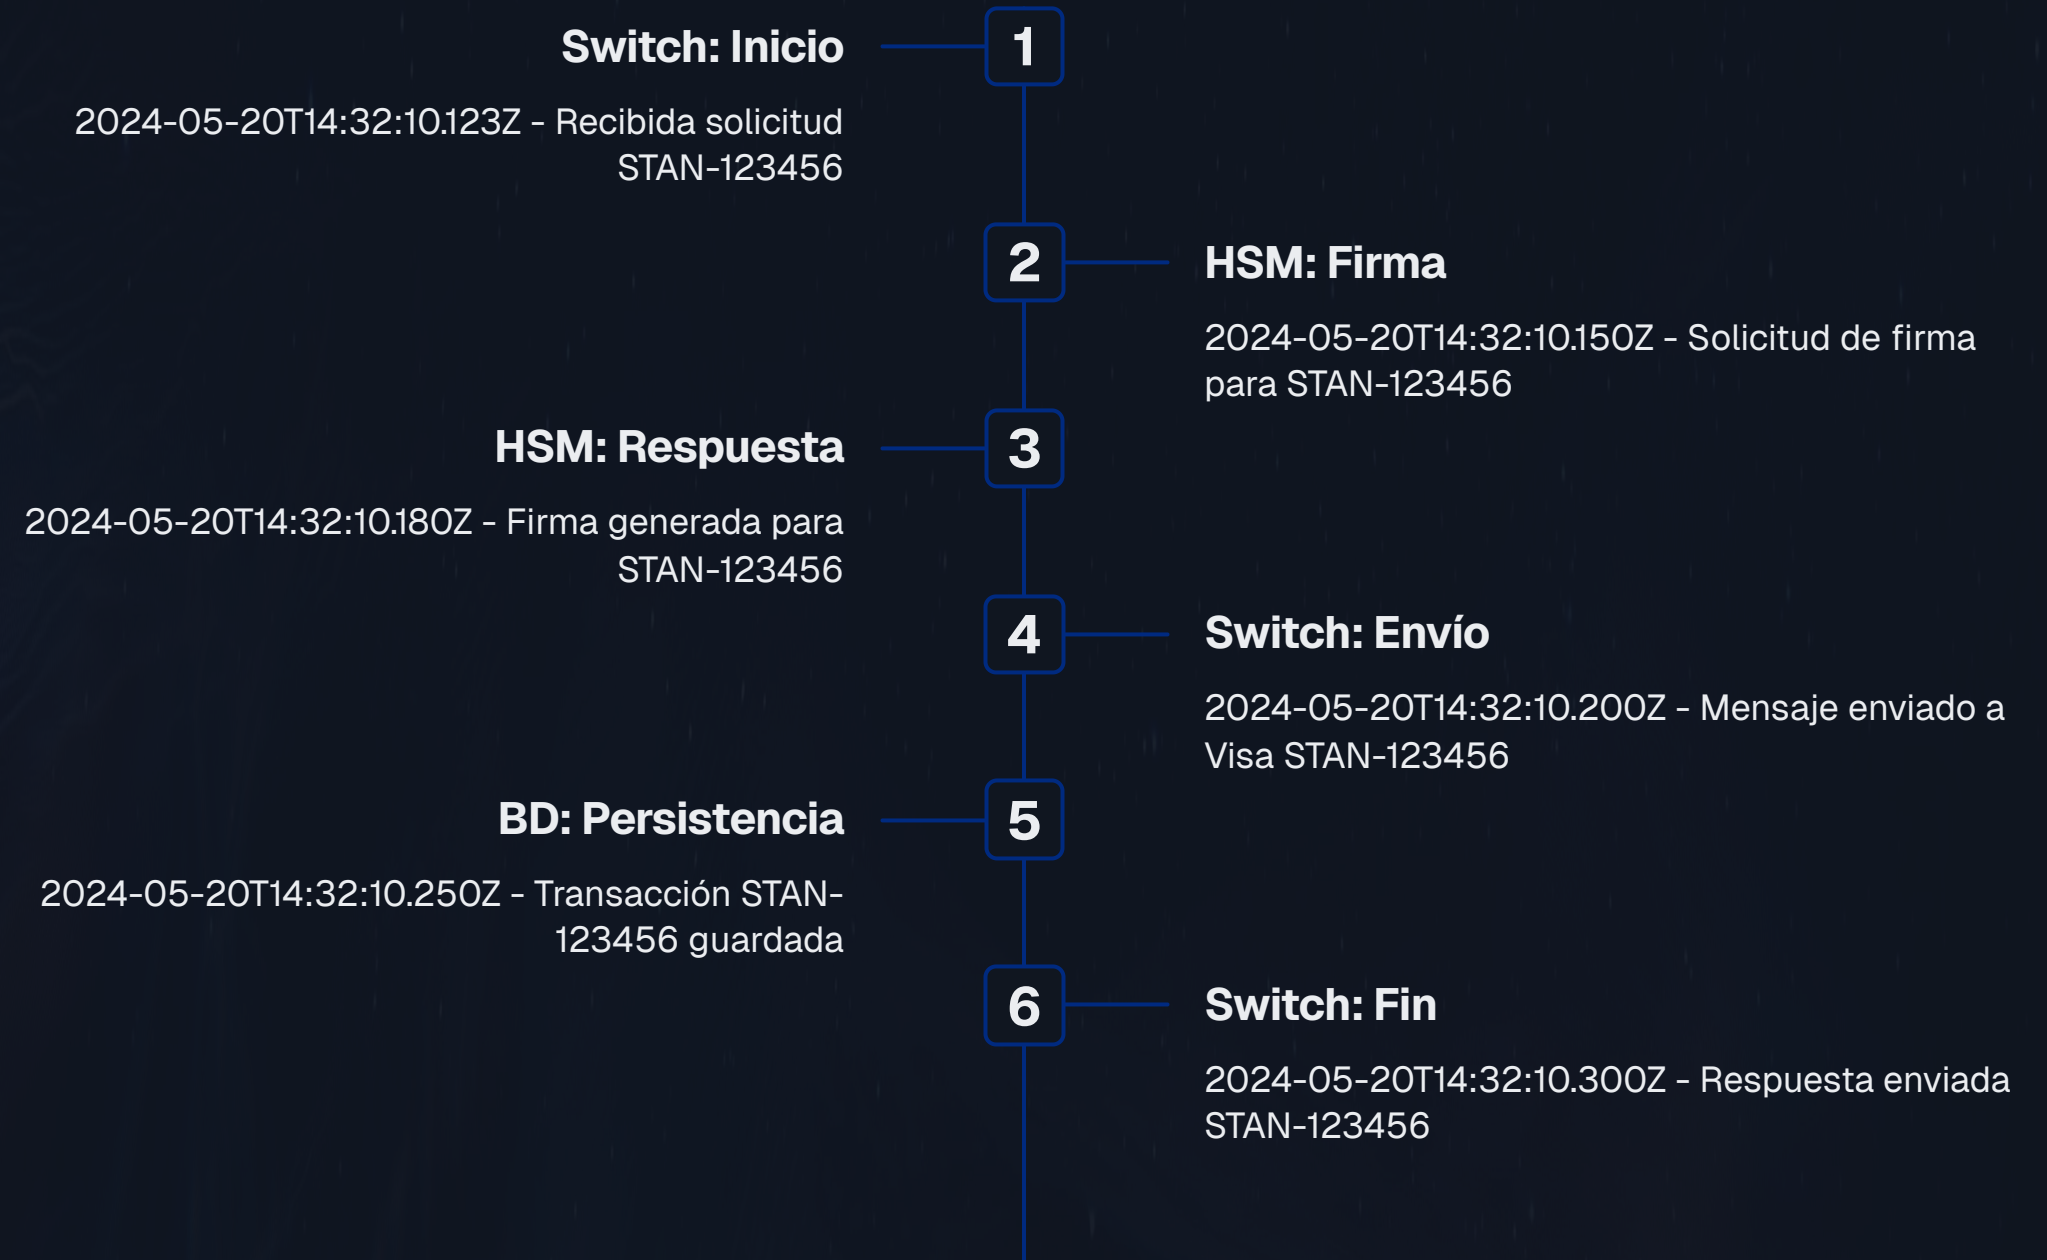 1
Switch: Inicio
2024-05-20T14:32:10.123Z - Recibida solicitud
STAN-123456
2
HSM: Firma
2024-05-20T14:32:10.150Z - Solicitud de firma
para STAN-123456
3
HSM: Respuesta
2024-05-20T14:32:10.180Z - Firma generada para
STAN-123456
4
Switch: Envío
2024-05-20T14:32:10.200Z - Mensaje enviado a
Visa STAN-123456
5
BD: Persistencia
2024-05-20T14:32:10.250Z - Transacción STAN-
123456 guardada
6
Switch: Fin
2024-05-20T14:32:10.300Z - Respuesta enviada
STAN-123456